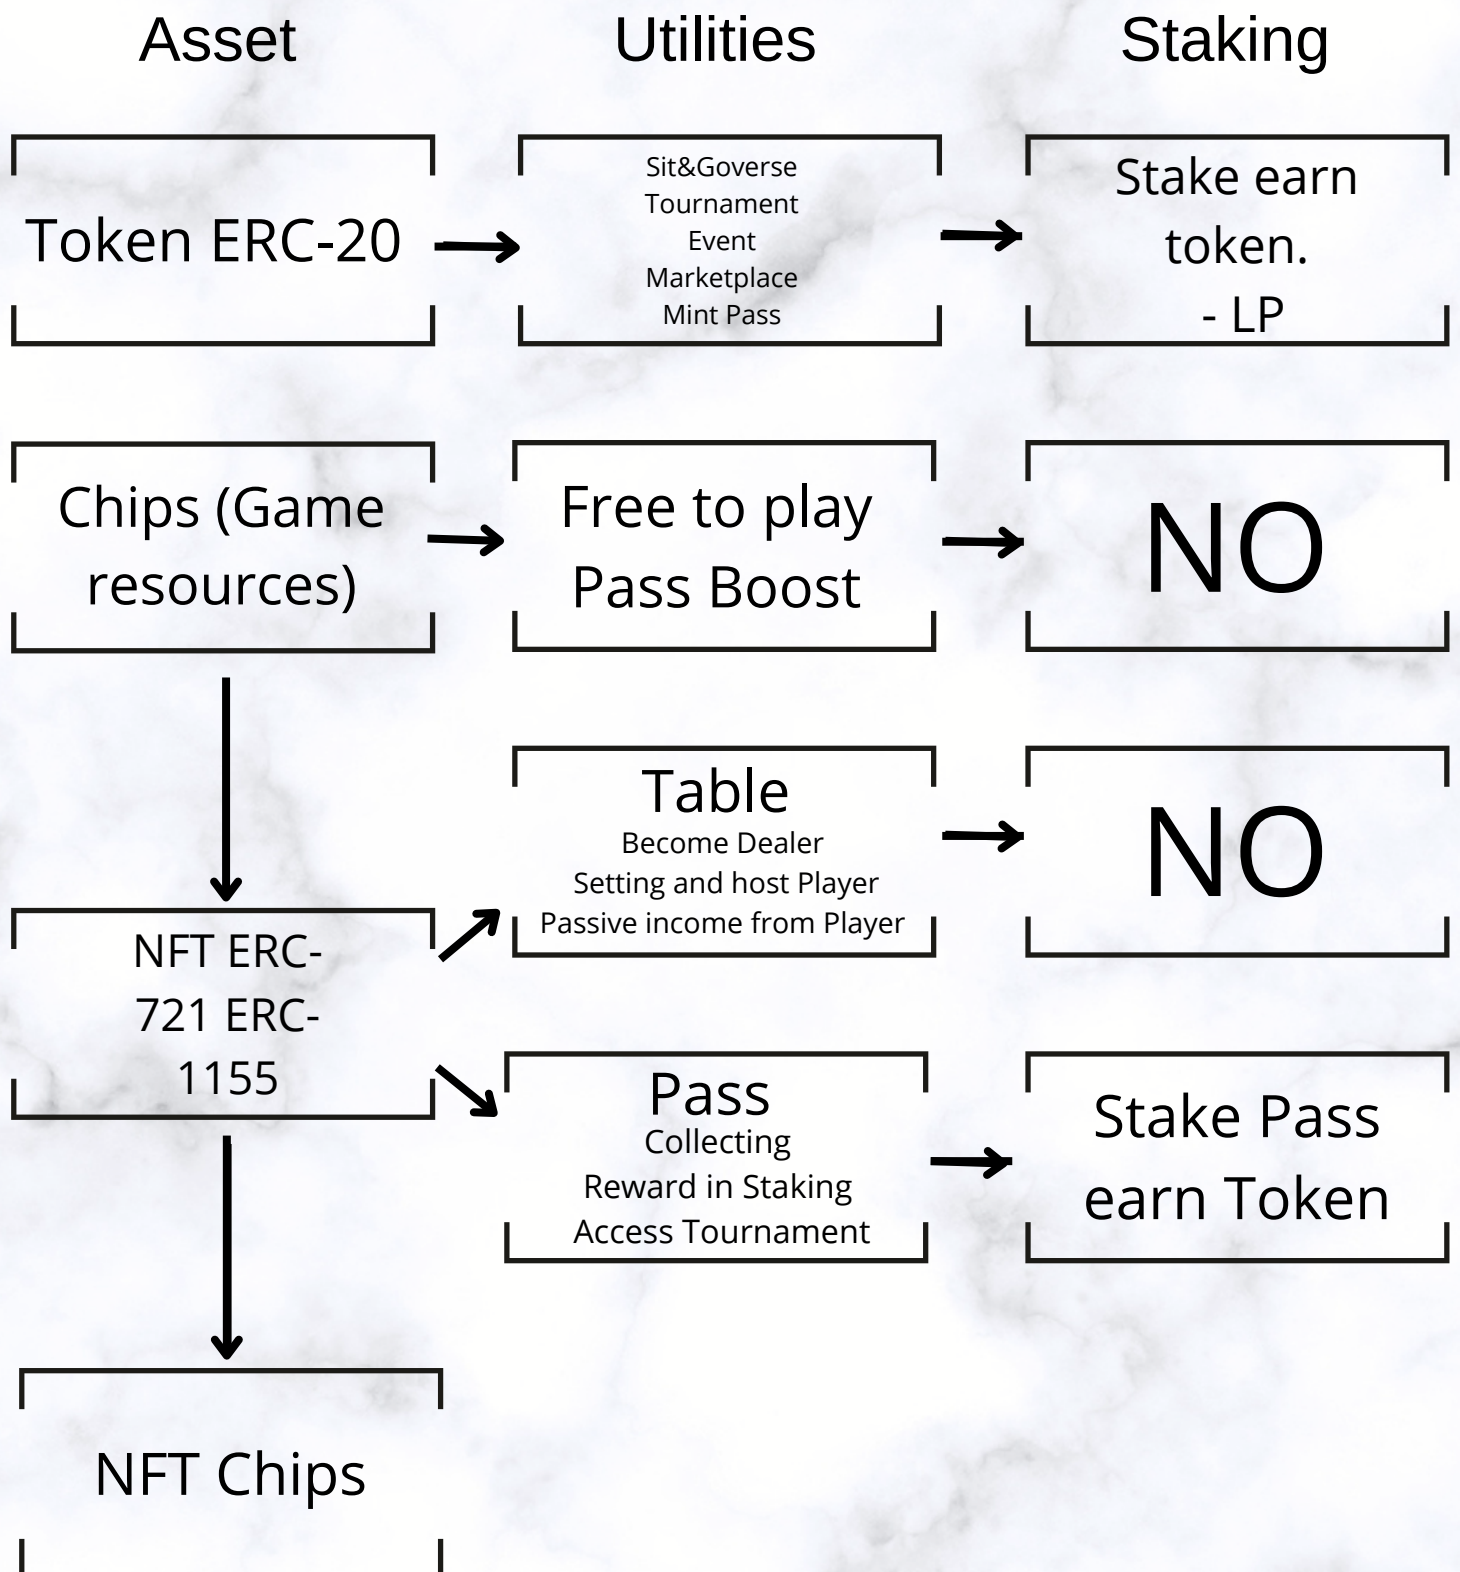 Asset
Utilities
Staking
Token ERC-20
Sit&Goverse
Tournament
Event
Marketplace
Mint Pass
Stake earn
token.
- LP
Chips (Game
resources)
Free to play
Pass Boost
NO
Table
Become Dealer
Setting and host Player
Passive income from Player
NO
NFT ERC-
721 ERC-
1155
Pass
Collecting
Reward in Staking
Access Tournament
Stake Pass
earn Token
NFT Chips